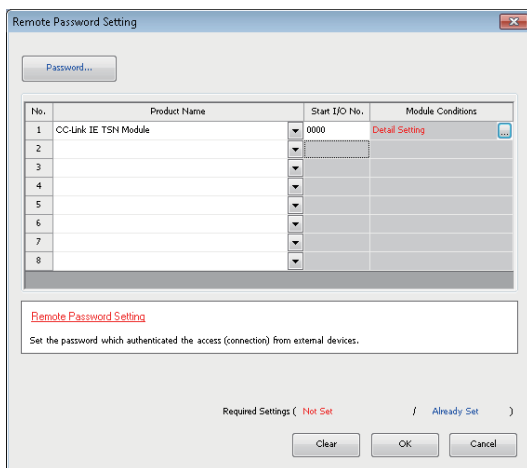 Remote Password Setting
Password...
No. Product Name Start I/O No. Module Conditions
1 CC-Link IE TSN Module 0000 Detail Setting ...
2
3
4
5
6
7
8
Remote Password Setting
Set the password which authenticated the access (connection) from external devices.
Required Settings ( Not Set / Already Set )
Clear OK Cancel